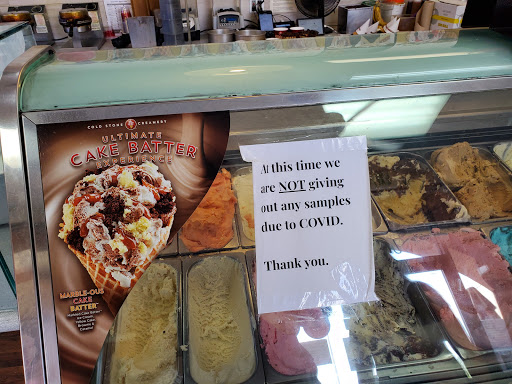 COLD STONE CREAMERY
ULTIMATE
CAKE BATTER
EXPERIENCE
At this time we
are NOT giving
out any samples
due to COVID.
Thank you.
MARBLE-OUS
CAKE
BATTER